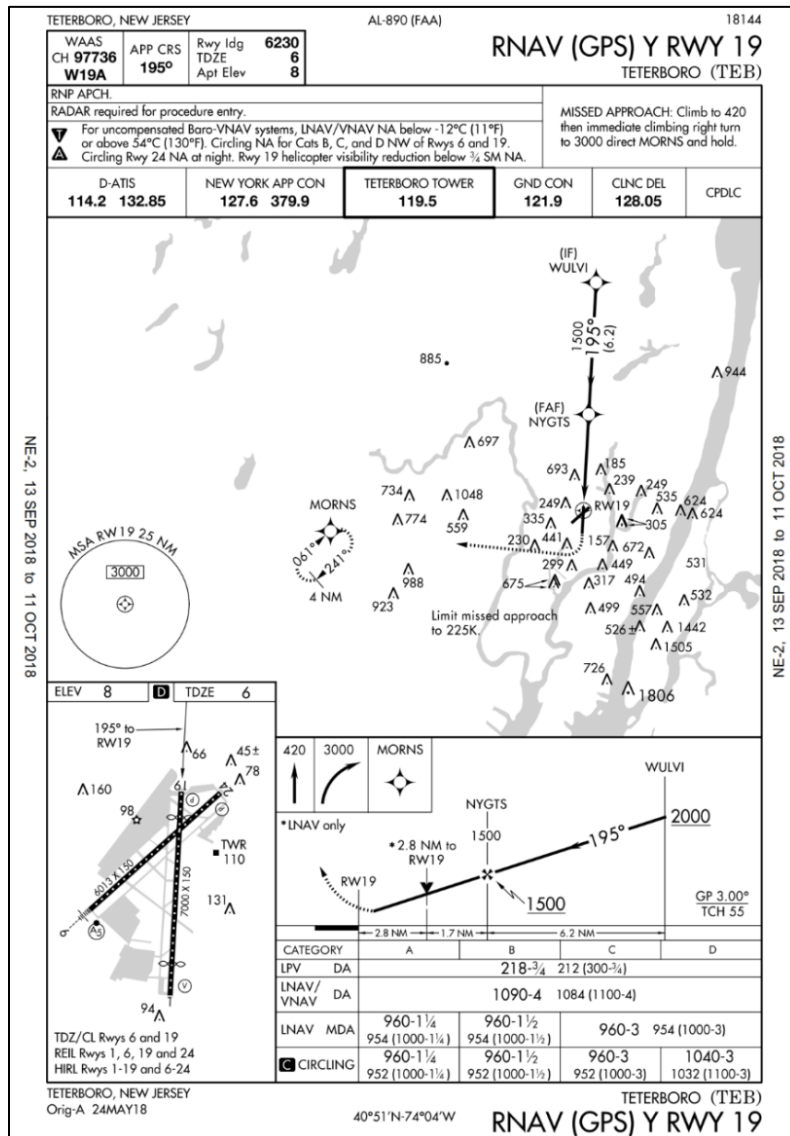 TETERBORO, NEW JERSEY AL-890 (FAA) 18144
WAAS
CH 97736
W19A
APP CRS
195°
Rwy ldg 6230
TDZE 6
Apt Elev 8
RNAV (GPS) Y RWY 19
TETERBORO (TEB)
RNP APCH.
RADAR required for procedure entry.
T
A
For uncompensated Baro-VNAV systems, LNAV/VNAV NA below -12°C (11°F)
or above 54°C (130°F). Circling NA for Cats B, C, and D NW of Rwys 6 and 19.
Circling Rwy 24 NA at night. Rwy 19 helicopter visibility reduction below ¾ SM NA.
MISSED APPROACH: Climb to 420
then immediate climbing right turn
to 3000 direct MORNS and hold.
D-ATIS
114.2 132.85
NEW YORK APP CON
127.6 379.9
TETERBORO TOWER
119.5
GND CON
121.9
CLNC DEL
128.05
CPDLC
NE-2, 13 SEP 2018 to 11 OCT 2018
NE-2, 13 SEP 2018 to 11 OCT 2018
(IF)
WULVI
1500
195°
(6.2)
885
944
(FAF)
NYGTS
697
693
185
239
249
535
624
624
734
1048
249
RW19
774
559
335
305
MORNS
061°
241°
4 NM
230
441
157
672
299
449
531
988
923
675
317
494
532
499
557
526±
1442
1505
726
1806
Limit missed approach
to 225K.
MSA RW19 25 NM
3000
ELEV 8 D TDZE 6
195° to
RW19
66
45±
78
160
98
19
24
P
TWR
110
6013 X 150
7000 X 150
131
6
A5
V
1
94
TDZ/CL Rwys 6 and 19
REIL Rwys 1, 6, 19 and 24
HIRL Rwys 1-19 and 6-24
420 3000 MORNS
WULVI
NYGTS
1500
2000
195°
*LNAV only
*2.8 NM to
RW19
RW19
1500
GP 3.00°
TCH 55
2.8 NM 1.7 NM 6.2 NM
CATEGORY A B C D
LPV DA 218-¾ 212 (300-¾)
LNAV/
VNAV DA 1090-4 1084 (1100-4)
LNAV MDA 960-1¼ 954 (1000-1¼) 960-1½ 954 (1000-1½) 960-3 954 (1000-3)
C CIRCLING 960-1¼ 952 (1000-1¼) 960-1½ 952 (1000-1½) 960-3 952 (1000-3) 1040-3 1032 (1100-3)
TETERBORO, NEW JERSEY
Orig-A 24MAY18
40°51'N-74°04'W
TETERBORO (TEB)
RNAV (GPS) Y RWY 19